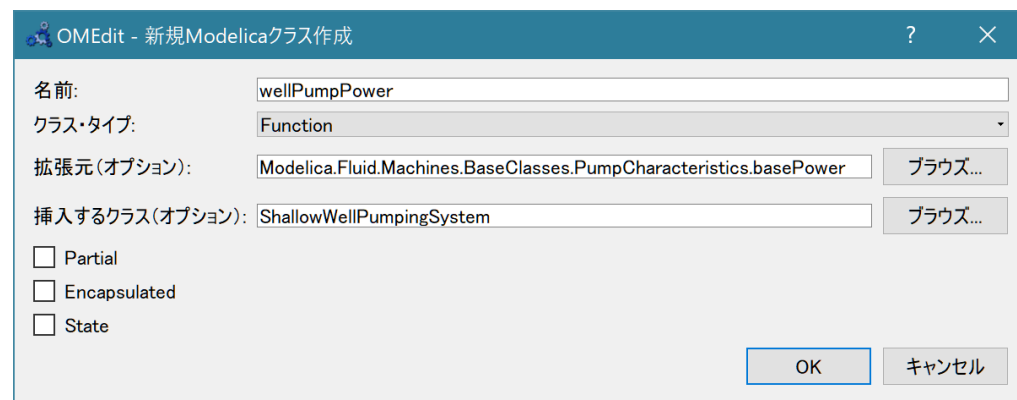 OMEdit - 新規Modelicaクラス作成 ? ×
名前: wellPumpPower
クラス・タイプ: Function
拡張元(オプション): Modelica.Fluid.Machines.BaseClasses.PumpCharacteristics.basePower ブラウズ...
挿入するクラス(オプション): ShallowWellPumpingSystem ブラウズ...
Partial
Encapsulated
State
OK キャンセル